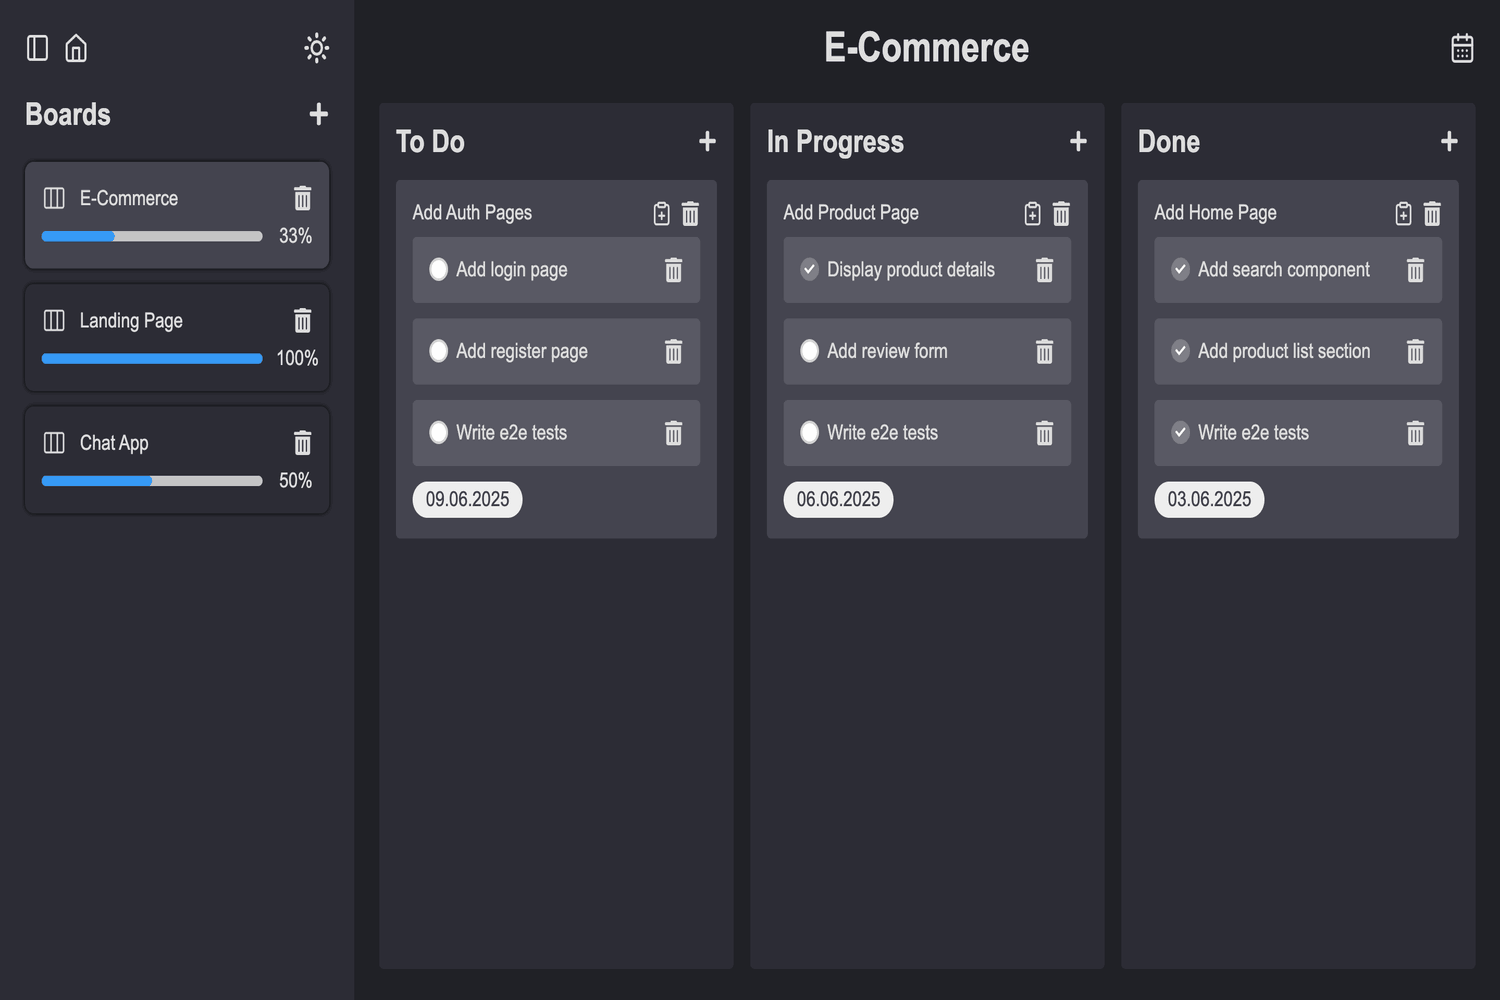 E-Commerce
Boards
E-Commerce
33%
Landing Page
100%
Chat App
50%
To Do
Add Auth Pages
Add login page
Add register page
Write e2e tests
09.06.2025
In Progress
Add Product Page
Display product details
Add review form
Write e2e tests
06.06.2025
Done
Add Home Page
Add search component
Add product list section
Write e2e tests
03.06.2025